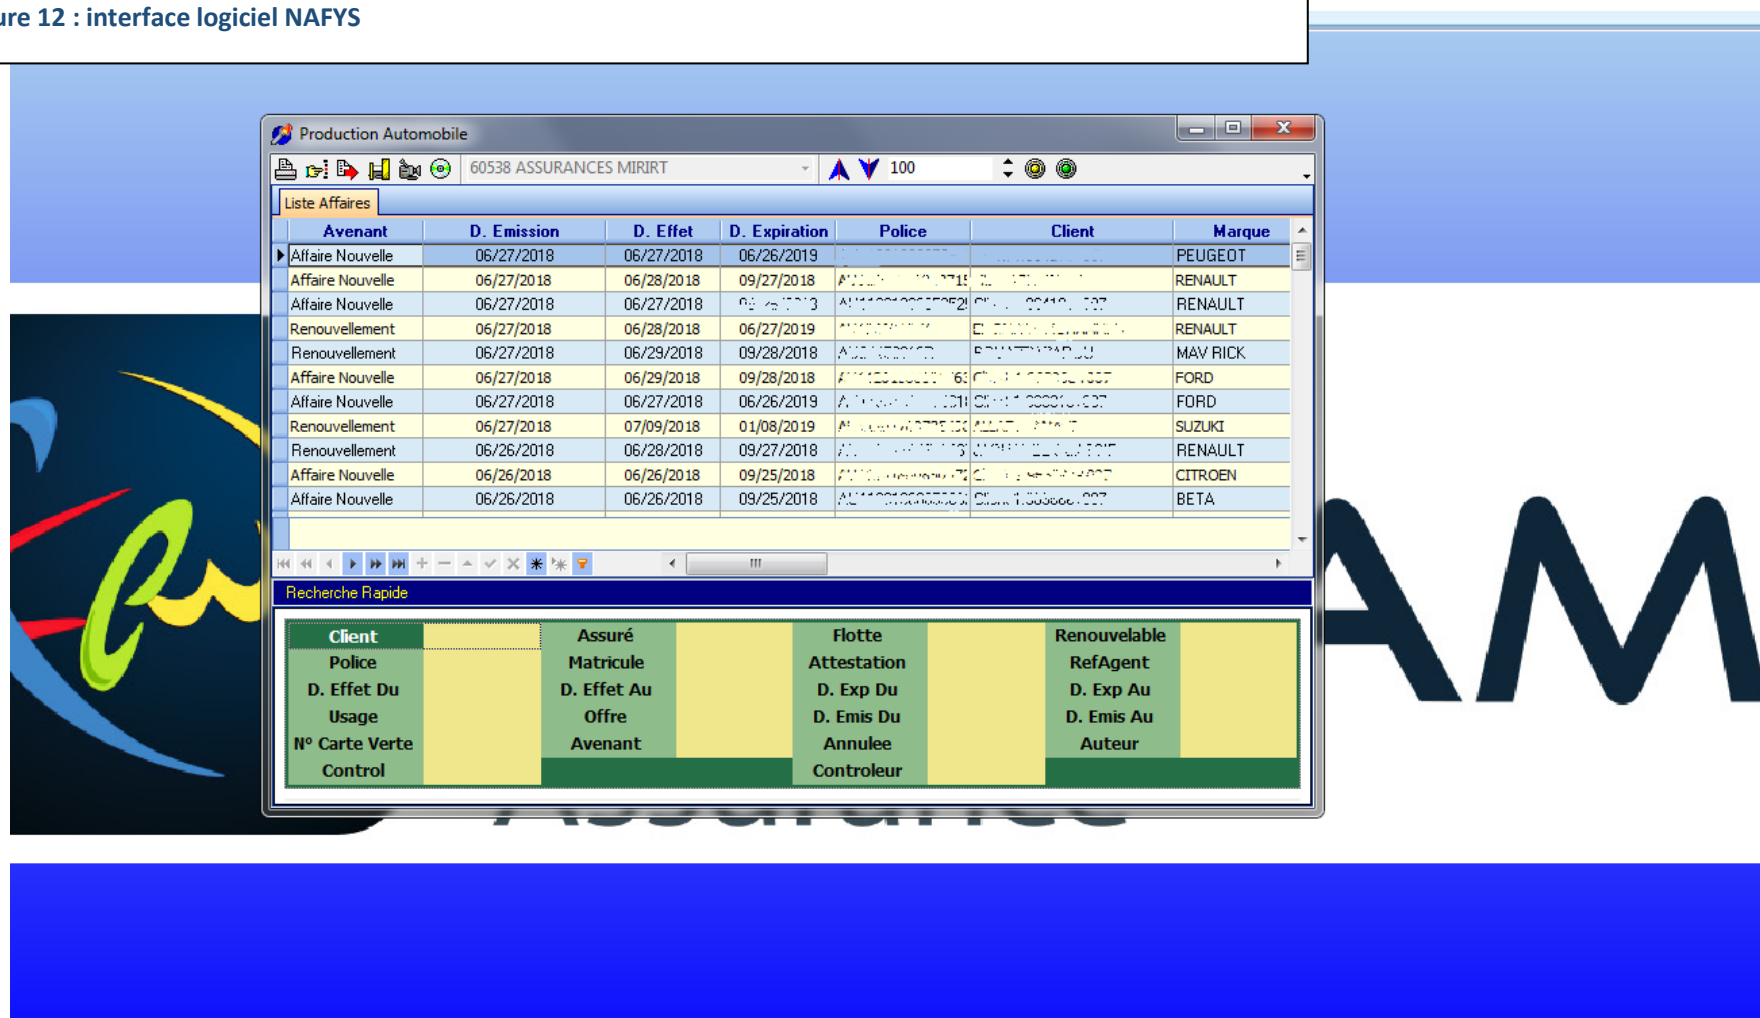 ure 12 : interface logiciel NAFYS
Production Automobile
60538 ASSURANCES MIRIRT 100
Liste Affaires
Avenant D. Emission D. Effet D. Expiration Police Client Marque
Affaire Nouvelle 06/27/2018 06/27/2018 06/26/2019 PEUGEOT
Affaire Nouvelle 06/27/2018 06/28/2018 09/27/2018 RENAULT
Affaire Nouvelle 06/27/2018 06/27/2018 RENAULT
Renouvellement 06/27/2018 06/28/2018 06/27/2019 RENAULT
Renouvellement 06/27/2018 06/29/2018 09/28/2018 MAV RICK
Affaire Nouvelle 06/27/2018 06/29/2018 09/28/2018 FORD
Affaire Nouvelle 06/27/2018 06/27/2018 06/26/2019 FORD
Renouvellement 06/27/2018 07/09/2018 01/08/2019 SUZUKI
Renouvellement 06/26/2018 06/28/2018 09/27/2018 RENAULT
Affaire Nouvelle 06/26/2018 06/26/2018 09/25/2018 CITROEN
Affaire Nouvelle 06/26/2018 06/26/2018 09/25/2018 BETA
Recherche Rapide
Client Assuré Flotte Renouvelable
Police Matricule Attestation RefAgent
D. Effet Du D. Effet Au D. Exp Du D. Exp Au
Usage Offre D. Emis Du D. Emis Au
N° Carte Verte Avenant Annulee Auteur
Control Controleur
AM